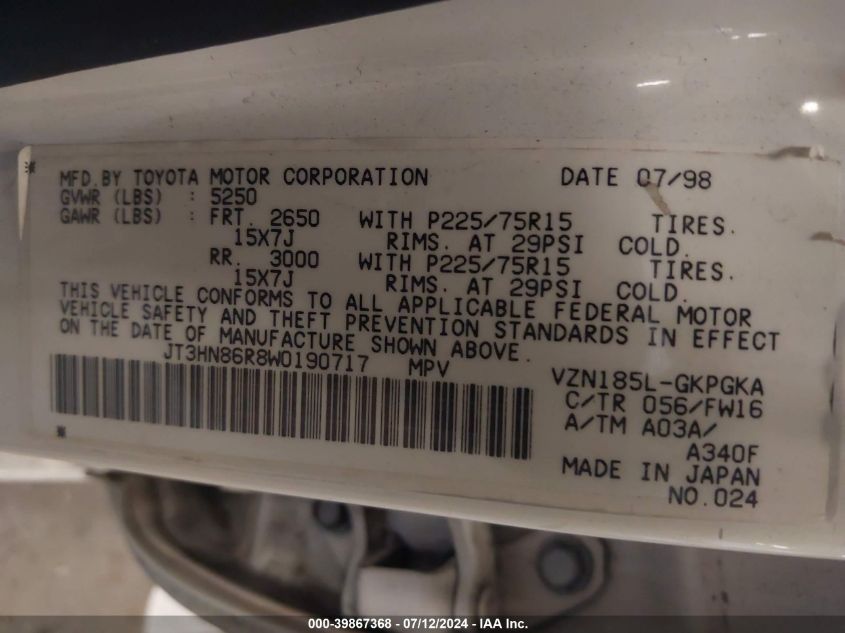 MFD. BY TOYOTA MOTOR CORPORATION DATE 07/98
GVWR (LBS) : 5250
GAWR (LBS) : FRT. 2650 WITH P225/75R15 TIRES.
15X7J RIMS. AT 29PSI COLD.
RR. 3000 WITH P225/75R15 TIRES.
15X7J RIMS. AT 29PSI COLD.
THIS VEHICLE CONFORMS TO ALL APPLICABLE FEDERAL MOTOR
VEHICLE SAFETY AND THEFT PREVENTION STANDARDS IN EFFECT
ON THE DATE OF MANUFACTURE SHOWN ABOVE.
JT3HN86R8W0190717 MPV
VZN185L-GKPGKA
C/TR 056/FW16
A/TM A03A/
A340F
MADE IN JAPAN
NO.024
000-39867368 - 07/12/2024 - IAA Inc.